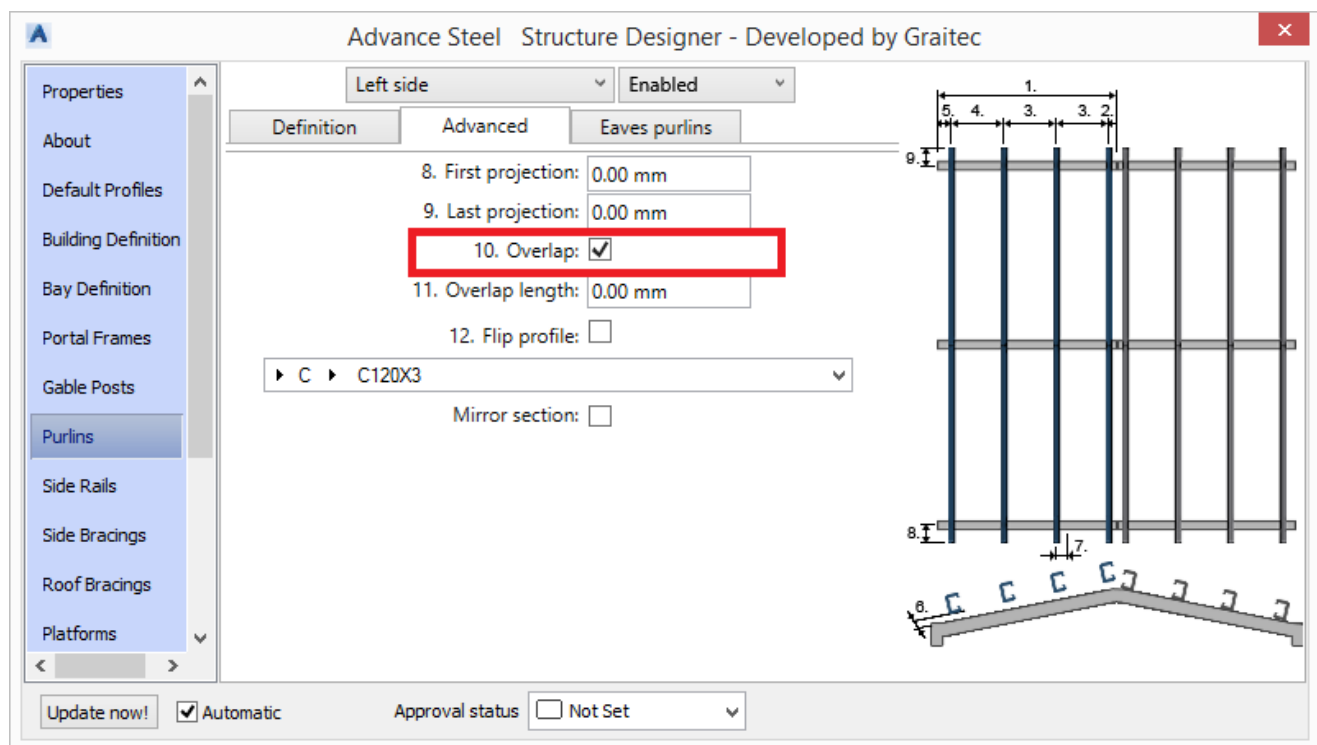 Advance Steel   Structure Designer - Developed by Graitec
Properties
About
Default Profiles
Building Definition
Bay Definition
Portal Frames
Gable Posts
Purlins
Side Rails
Side Bracings
Roof Bracings
Platforms
Left side Enabled
Definition Advanced Eaves purlins
8. First projection: 0.00 mm
9. Last projection: 0.00 mm
10. Overlap:
11. Overlap length: 0.00 mm
12. Flip profile:
C C120X3
Mirror section:
1.
5. 4. 3. 3. 2.
9.
8.
7.
6.
Update now! Automatic Approval status Not Set